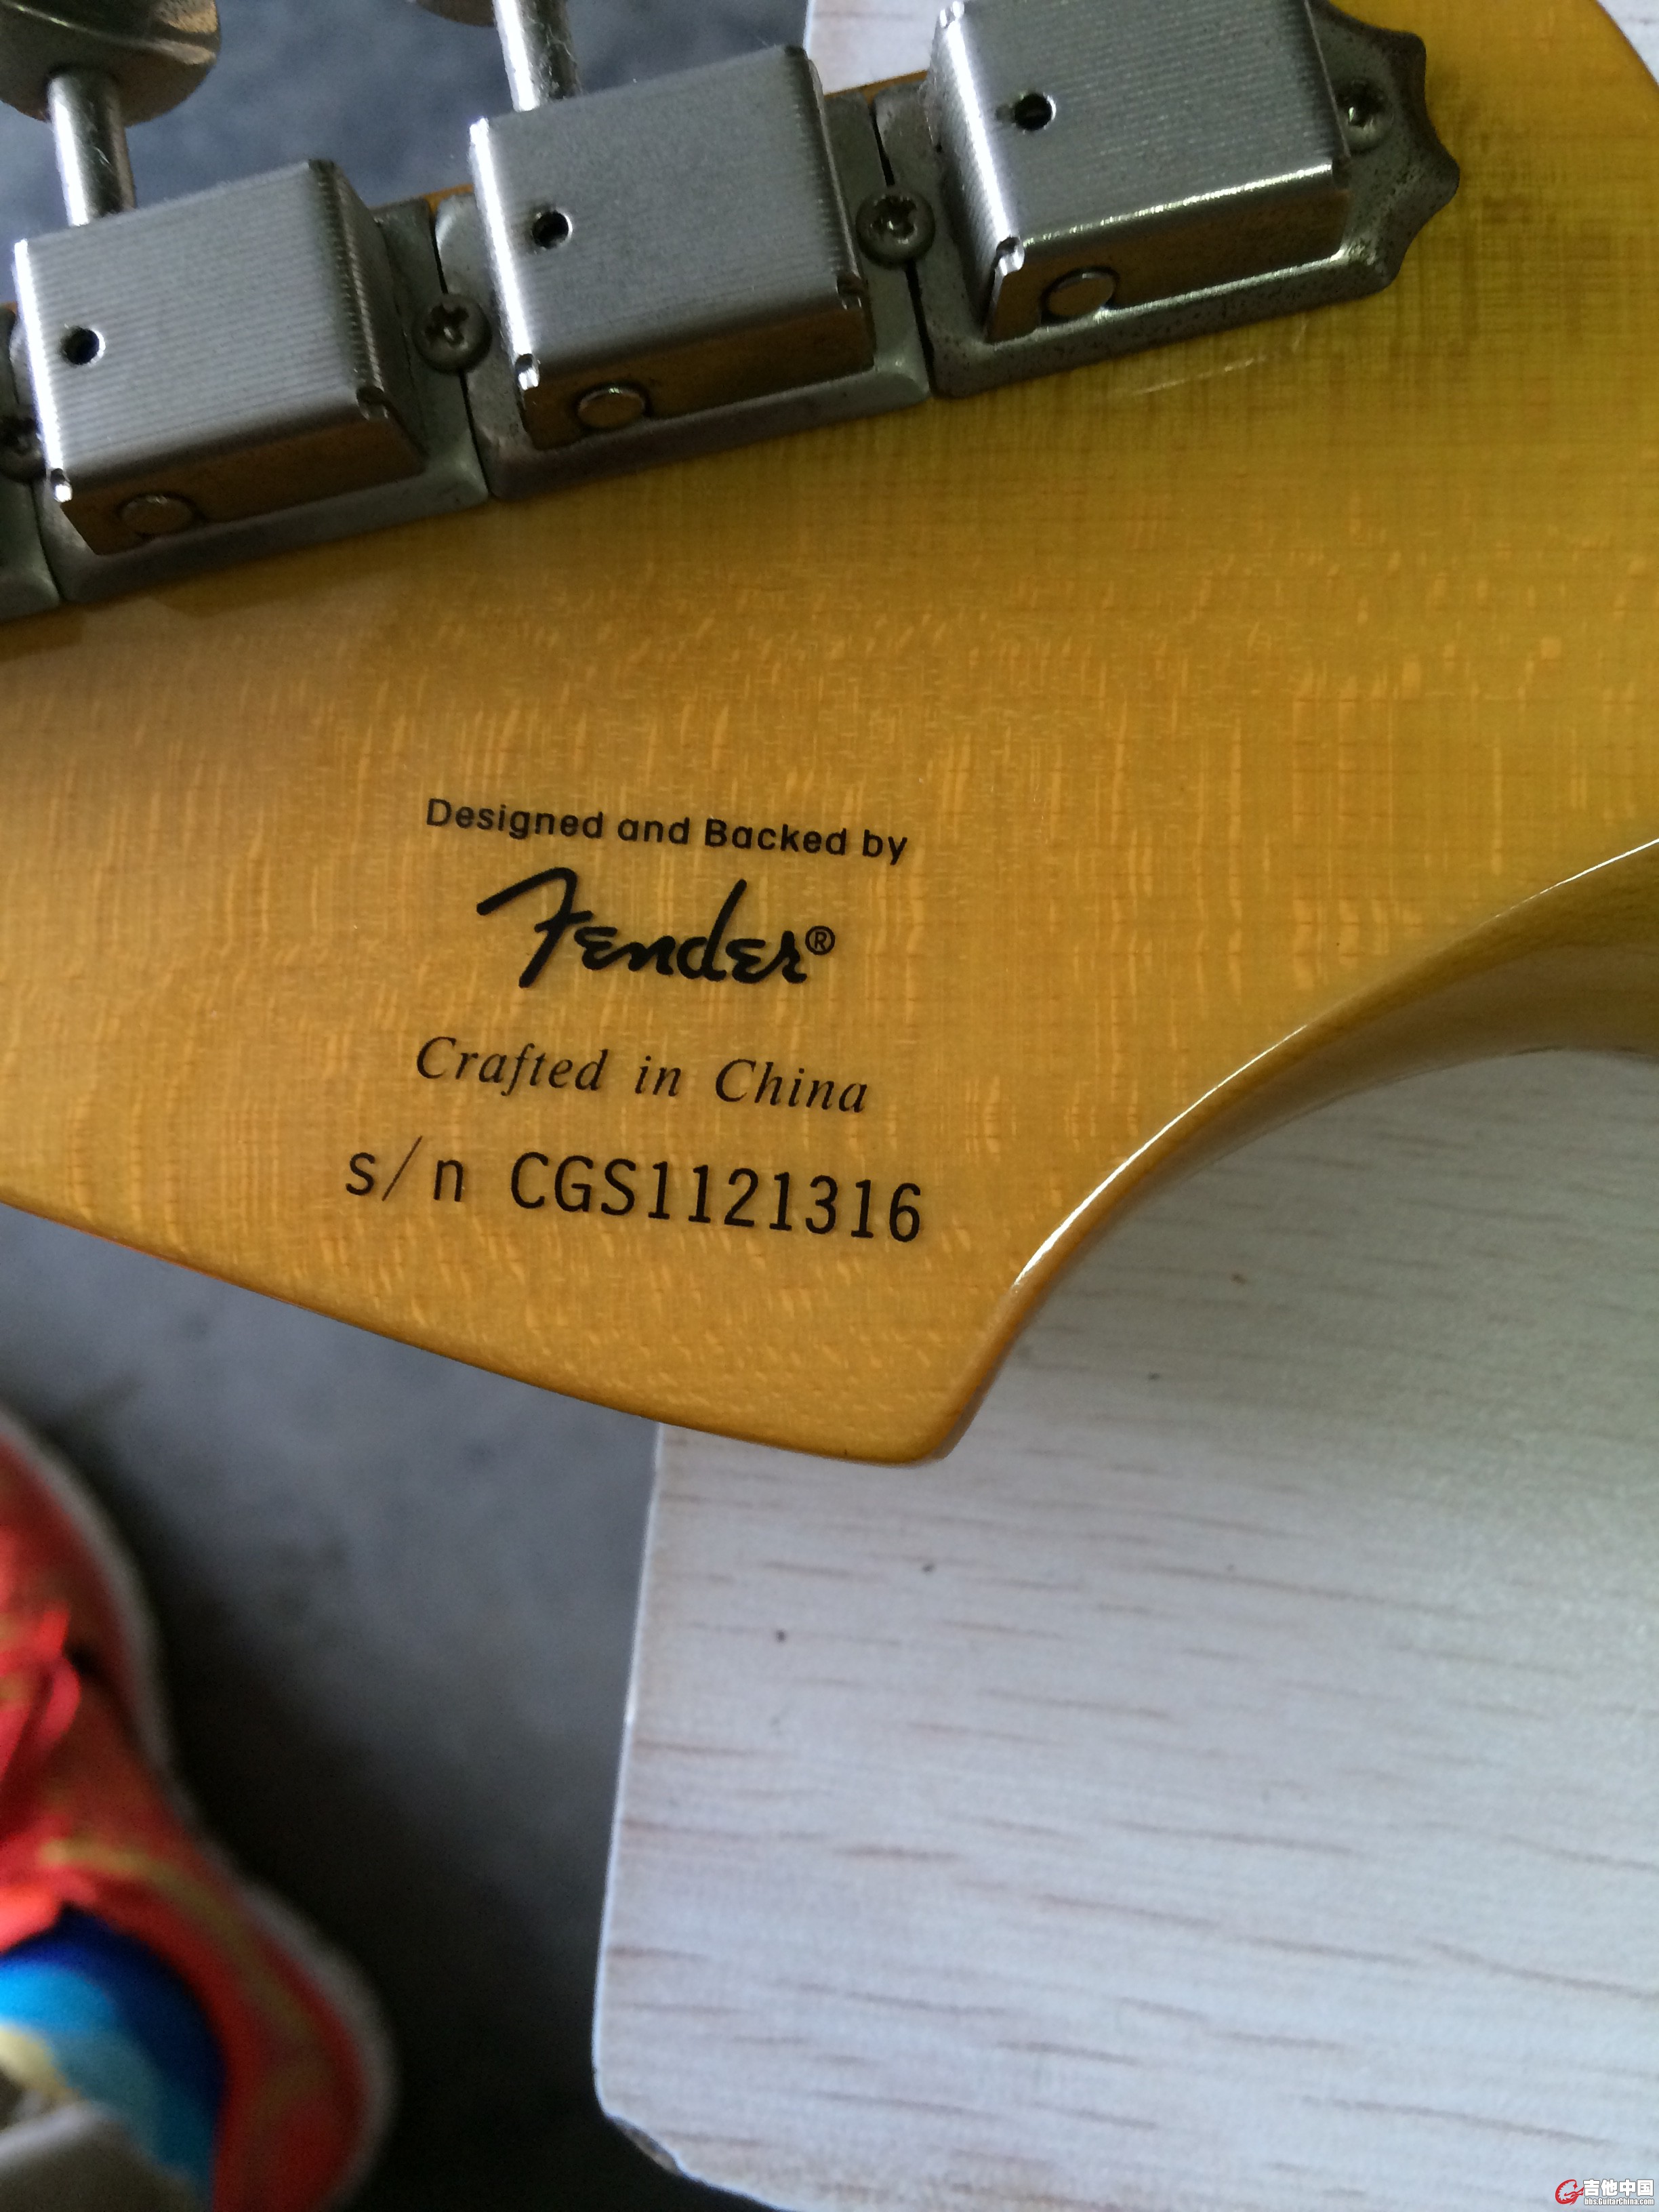 Designed and Backed by
Fender®
Crafted in China
s/n CGS1121316
吉他中国
bbs.GuitarChina.com